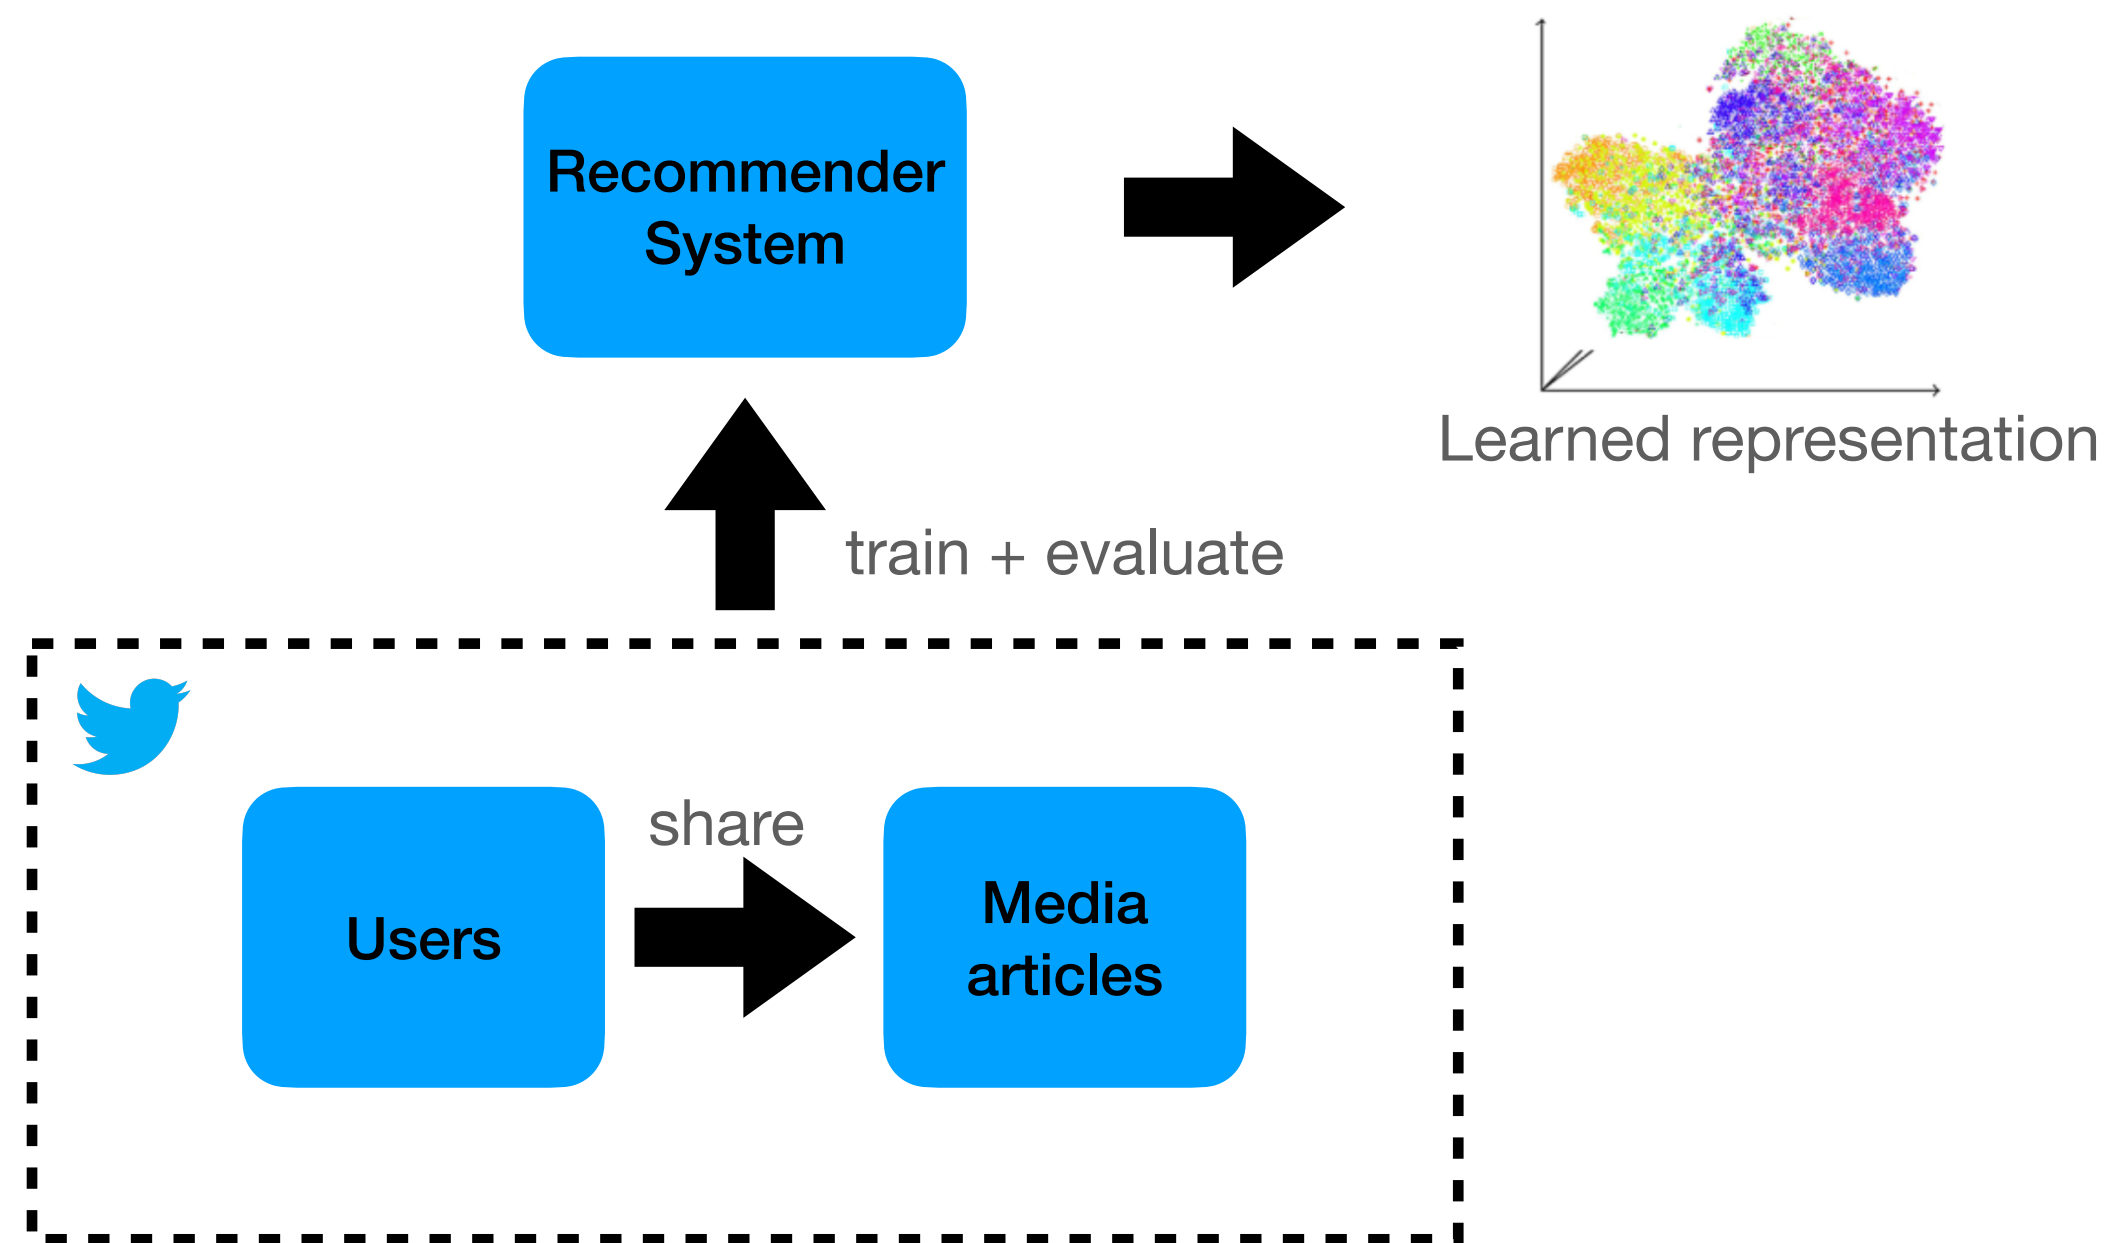 Recommender
System
Learned representation
train + evaluate
share
Users
Media
articles